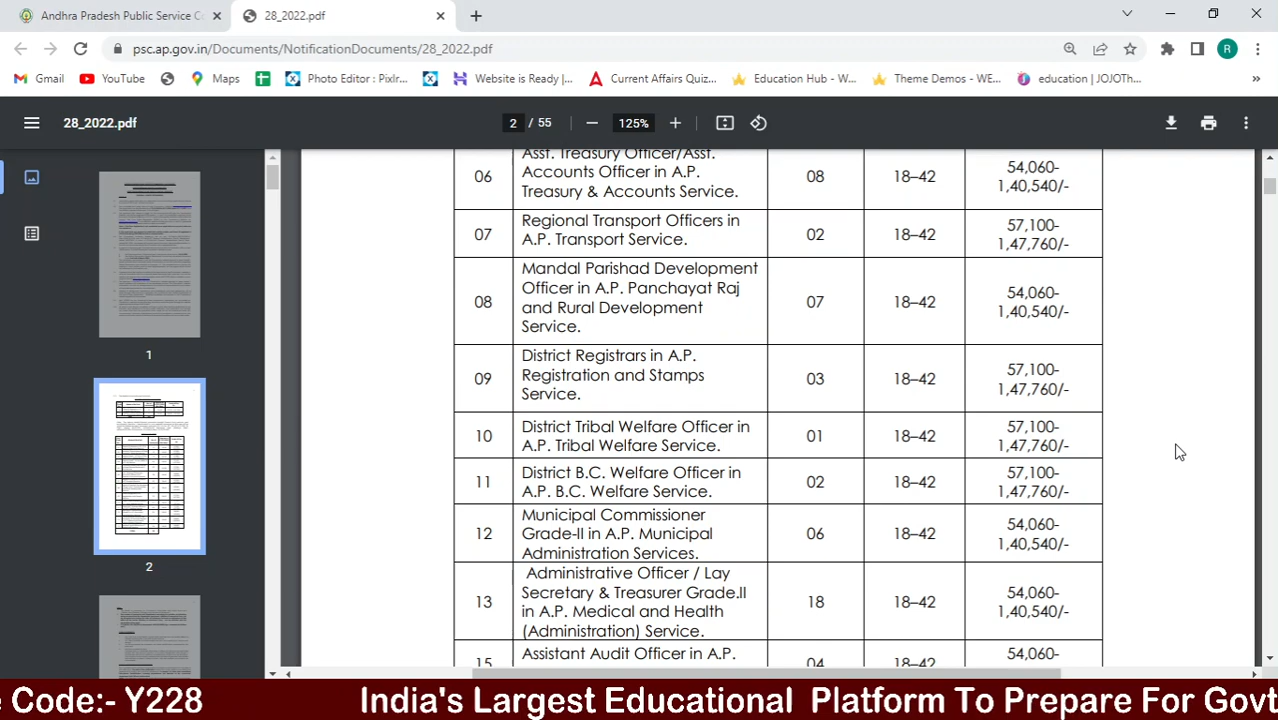 Andhra Pradesh Public Service Co
28_2022.pdf
psc.ap.gov.in/Documents/NotificationDocuments/28_2022.pdf
R
Gmail
YouTube
Maps
Photo Editor : Pixlr...
Website is Ready |...
Current Affairs Quiz...
Education Hub - W...
Theme Demos - WE...
education | JOJOTh...
»
28_2022.pdf
2 / 55
125%
1
2
06 Asst. Treasury Officer/Asst. 08 18–42 54,060-
Accounts Officer in A.P. 1,40,540/-
Treasury & Accounts Service.
07 Regional Transport Officers in 02 18–42 57,100-
A.P. Transport Service. 1,47,760/-
Mandal Parishad Development
08 Officer in A.P. Panchayat Raj 07 18–42 54,060-
and Rural Development 1,40,540/-
Service.
District Registrars in A.P.
09 Registration and Stamps 03 18–42 57,100-
Service. 1,47,760/-
10 District Tribal Welfare Officer in 01 18–42 57,100-
A.P. Tribal Welfare Service. 1,47,760/-
11 District B.C. Welfare Officer in 02 18–42 57,100-
A.P. B.C. Welfare Service. 1,47,760/-
Municipal Commissioner
12 Grade-II in A.P. Municipal 06 18–42 54,060-
Administration Services. 1,40,540/-
Administrative Officer / Lay
13 Secretary & Treasurer Grade.II 18 18–42 54,060-
in A.P. Medical and Health 1,40,540/-
(Administration) Service.
15 Assistant Audit Officer in A.P. 04 18–42 54,060-
e Code:- Y228 India's Largest Educational Platform To Prepare For Govt